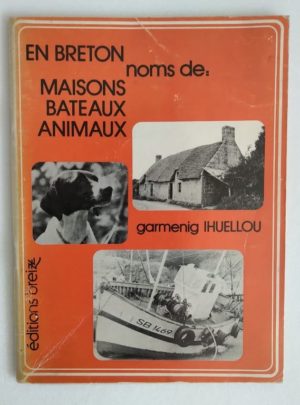 EN BRETON
noms de:
MAISONS
BATEAUX
ANIMAUX
garmenig IHUELLOU
SB 1469
éditions breiz